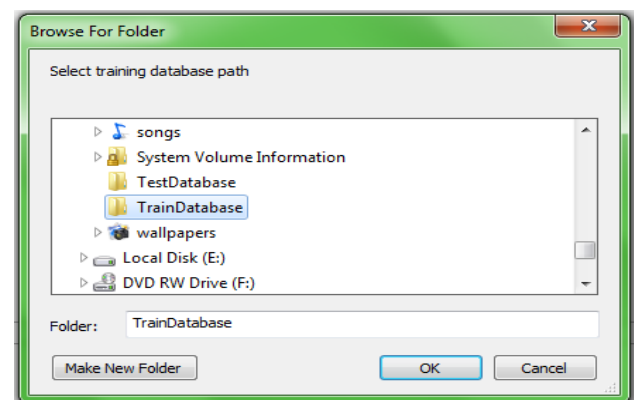 Browse For Folder
Select training database path
songs
System Volume Information
TestDatabase
TrainDatabase
wallpapers
Local Disk (E:)
DVD RW Drive (F:)
Folder: TrainDatabase
Make New Folder OK Cancel